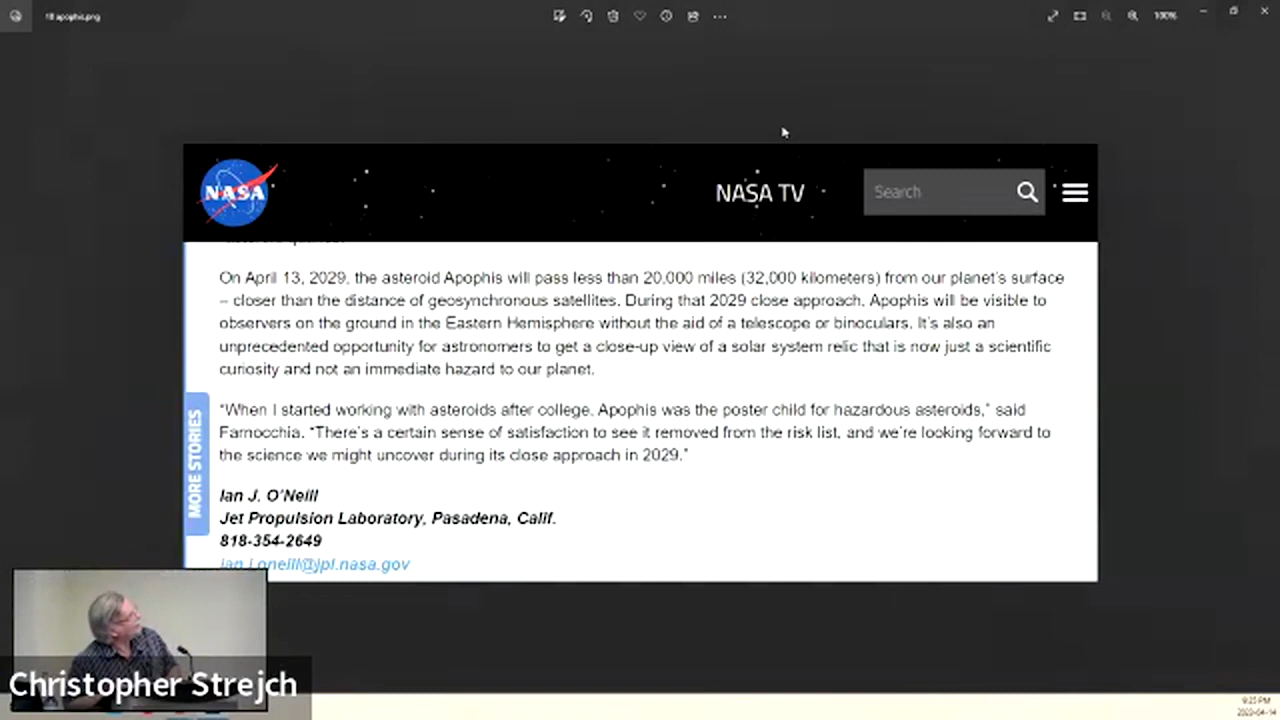 18 apophis.png
100%
NASA
NASA TV
Search
On April 13, 2029, the asteroid Apophis will pass less than 20,000 miles (32,000 kilometers) from our planet's surface
– closer than the distance of geosynchronous satellites. During that 2029 close approach, Apophis will be visible to
observers on the ground in the Eastern Hemisphere without the aid of a telescope or binoculars. It's also an
unprecedented opportunity for astronomers to get a close-up view of a solar system relic that is now just a scientific
curiosity and not an immediate hazard to our planet.
"When I started working with asteroids after college, Apophis was the poster child for hazardous asteroids," said
Farnocchia. "There's a certain sense of satisfaction to see it removed from the risk list, and we're looking forward to
the science we might uncover during its close approach in 2029."
MORE STORIES
Ian J. O'Neill
Jet Propulsion Laboratory, Pasadena, Calif.
818-354-2649
ian.j.oneill@jpl.nasa.gov
Christopher Strejch
9:25 PM